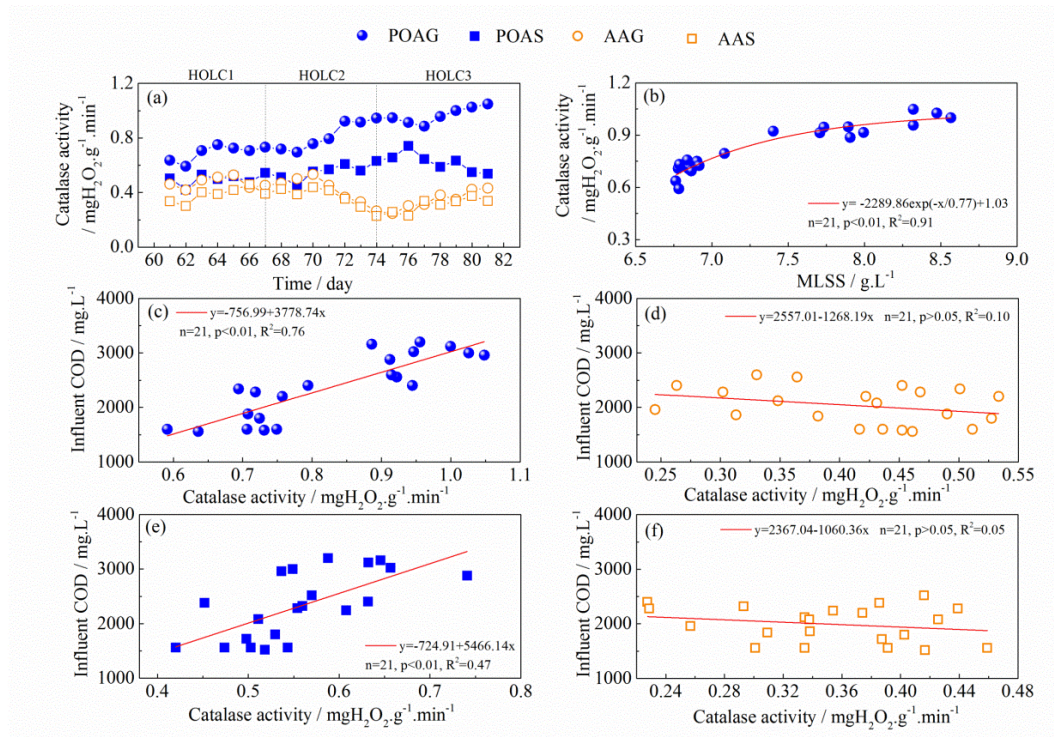 POAG POAS AAG AAS
HOLC1 HOLC2 HOLC3
(a)
Catalase activity
/ mgH₂O₂.g⁻¹.min⁻¹
1.2
0.8
0.4
0.0
60 62 64 66 68 70 72 74 76 78 80 82
Time / day
(b)
Catalase activity
/ mgH₂O₂.g⁻¹.min⁻¹
1.2
0.9
0.6
0.3
y= -2289.86exp(-x/0.77)+1.03
n=21, p<0.01, R²=0.91
6.5 7.0 7.5 8.0 8.5 9.0
MLSS / g.L⁻¹
(c)
Influent COD / mg.L⁻¹
4000
3000
2000
1000
y=-756.99+3778.74x
n=21, p<0.01, R²=0.76
0.6 0.7 0.8 0.9 1.0 1.1
Catalase activity / mgH₂O₂.g⁻¹.min⁻¹
(d)
Influent COD / mg.L⁻¹
4000
3000
2000
1000
y=2557.01-1268.19x n=21, p>0.05, R²=0.10
0.25 0.30 0.35 0.40 0.45 0.50 0.55
Catalase activity / mgH₂O₂.g⁻¹.min⁻¹
(e)
Influent COD / mg.L⁻¹
4000
3000
2000
1000
y=-724.91+5466.14x
n=21, p<0.01, R²=0.47
0.4 0.5 0.6 0.7 0.8
Catalase activity / mgH₂O₂.g⁻¹.min⁻¹
(f)
Influent COD / mg.L⁻¹
4000
3000
2000
1000
y=2367.04-1060.36x n=21, p>0.05, R²=0.05
0.24 0.28 0.32 0.36 0.40 0.44 0.48
Catalase activity / mgH₂O₂.g⁻¹.min⁻¹